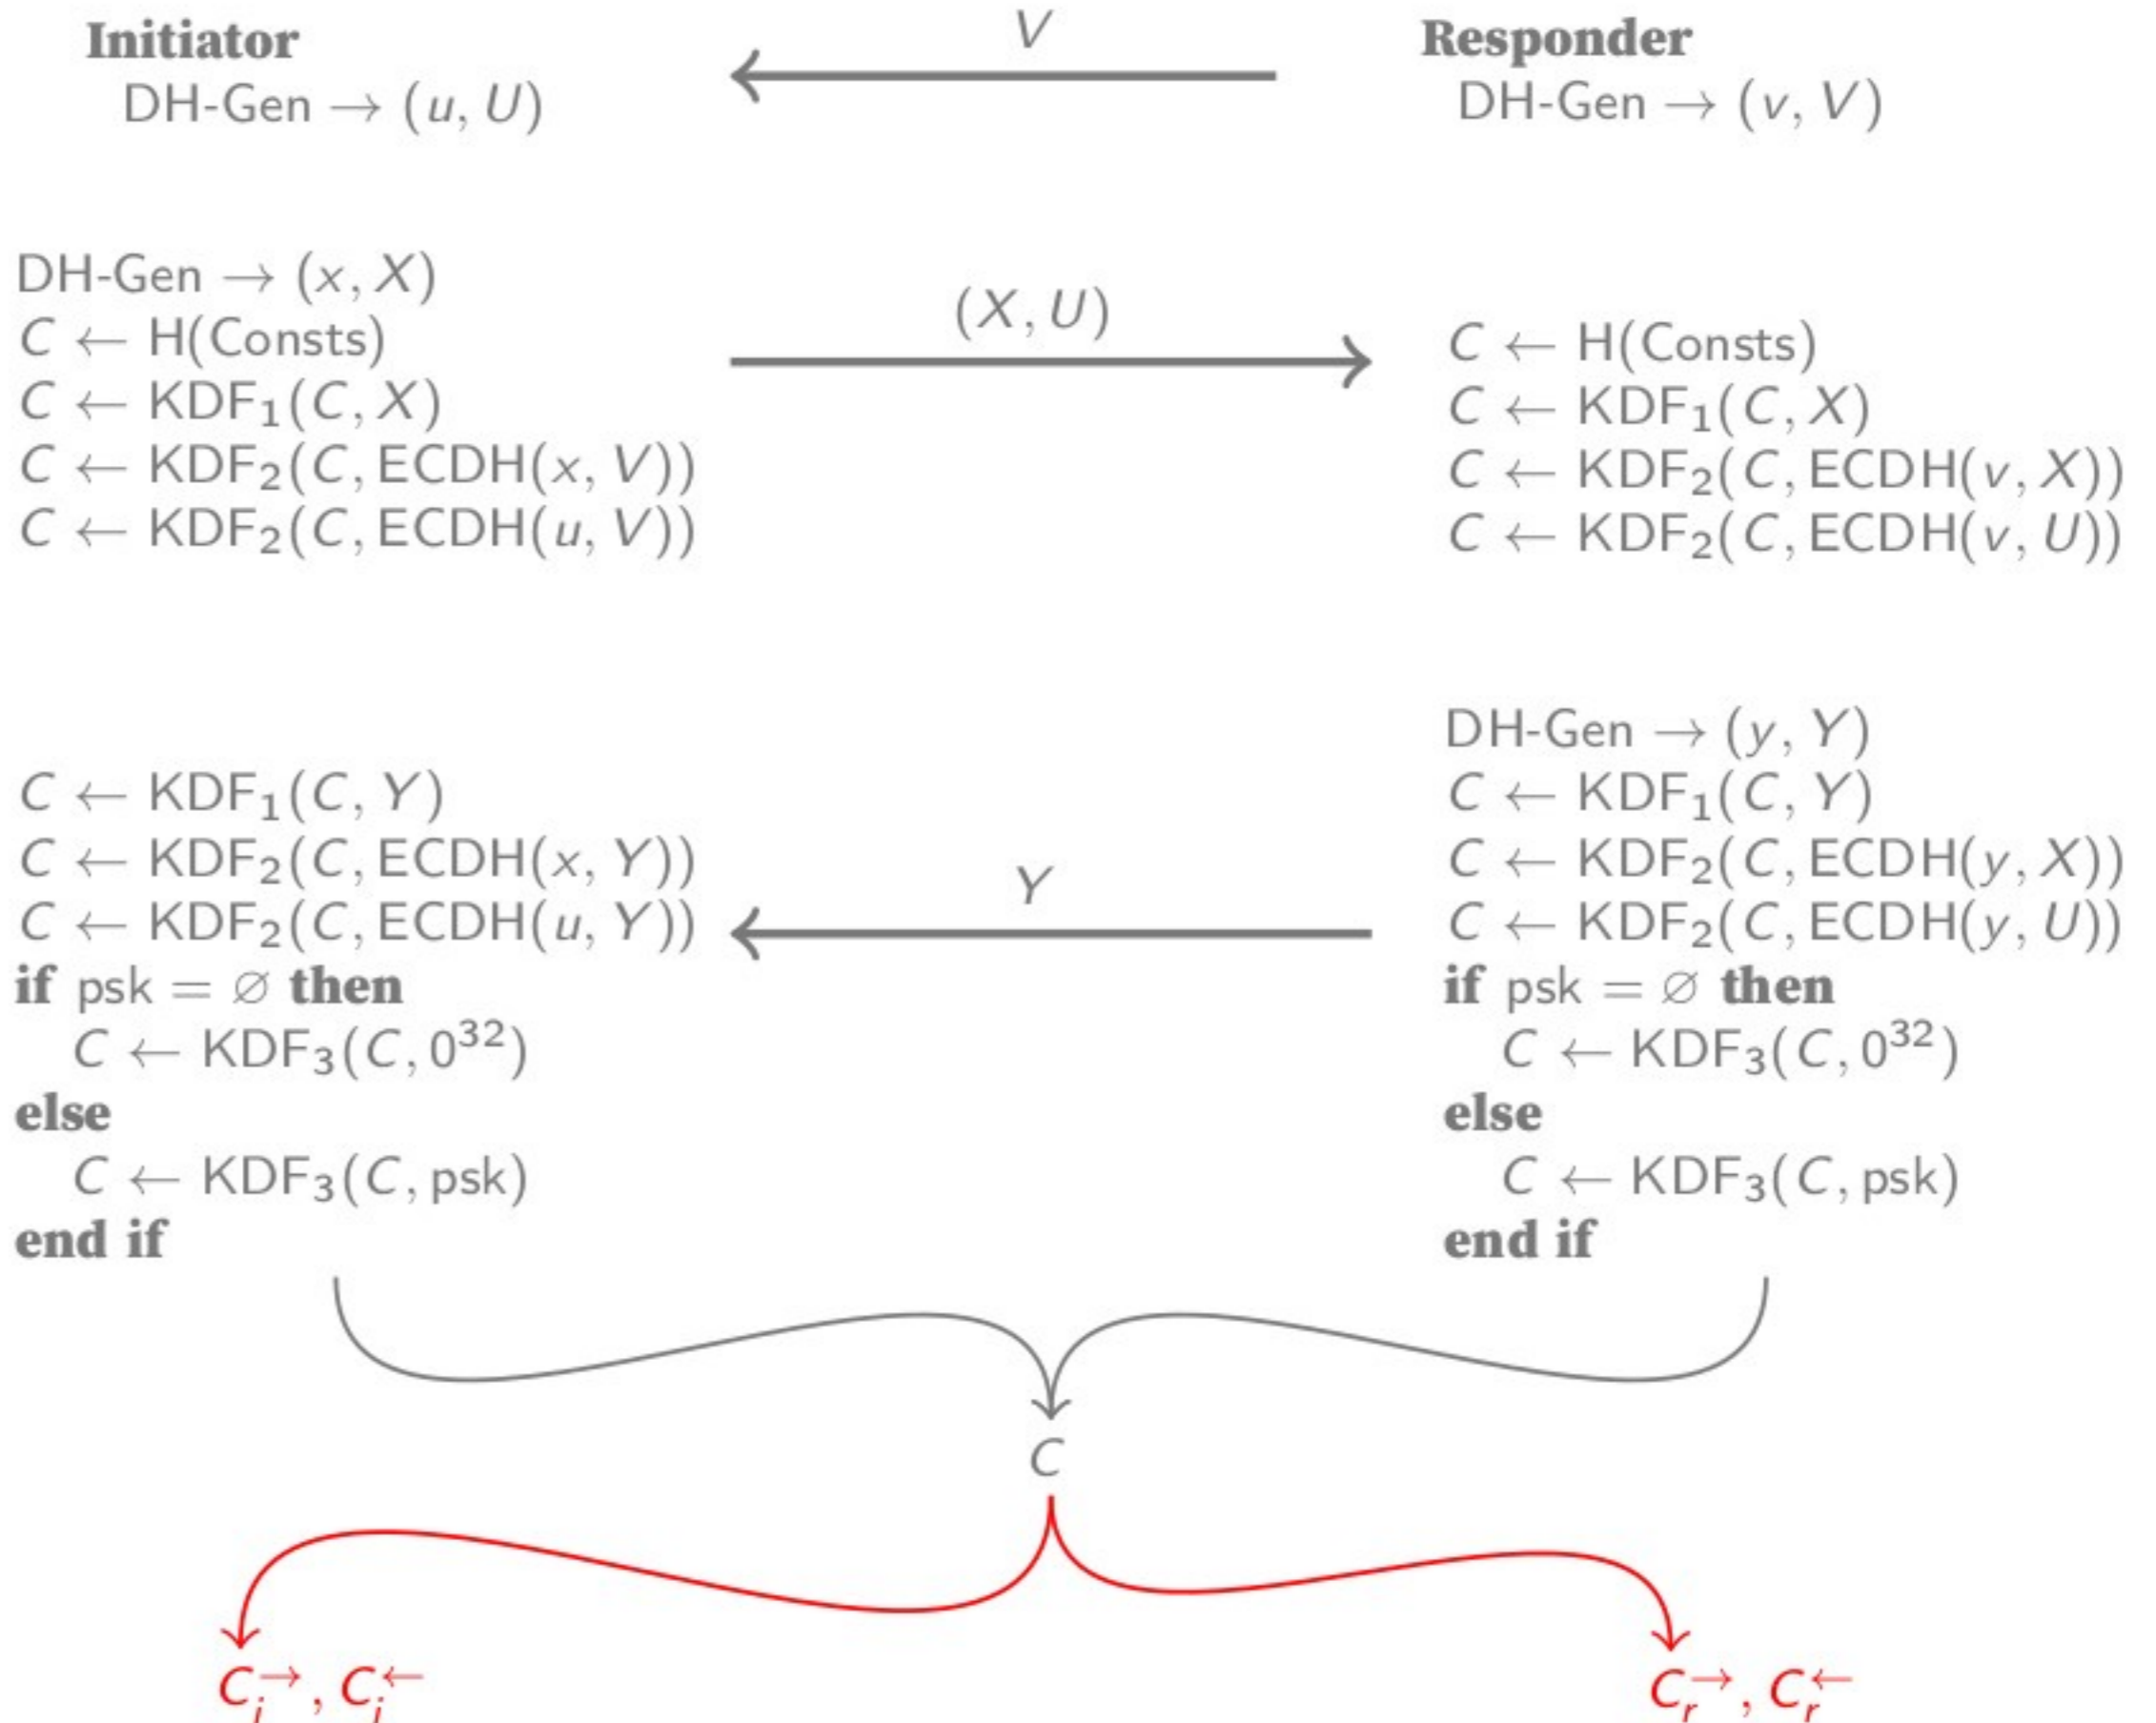 Initiator
DH-Gen → (u, U)
V
Responder
DH-Gen → (v, V)
DH-Gen → (x, X)
C ← H(Consts)
C ← KDF₁(C, X)
C ← KDF₂(C, ECDH(x, V))
C ← KDF₂(C, ECDH(u, V))
(X, U)
C ← H(Consts)
C ← KDF₁(C, X)
C ← KDF₂(C, ECDH(v, X))
C ← KDF₂(C, ECDH(v, U))
C ← KDF₁(C, Y)
C ← KDF₂(C, ECDH(x, Y))
C ← KDF₂(C, ECDH(u, Y))
if psk = ∅ then
C ← KDF₃(C, 0³²)
else
C ← KDF₃(C, psk)
end if
Y
DH-Gen → (y, Y)
C ← KDF₁(C, Y)
C ← KDF₂(C, ECDH(y, X))
C ← KDF₂(C, ECDH(y, U))
if psk = ∅ then
C ← KDF₃(C, 0³²)
else
C ← KDF₃(C, psk)
end if
C
C_i^→, C_i^←
C_r^→, C_r^←